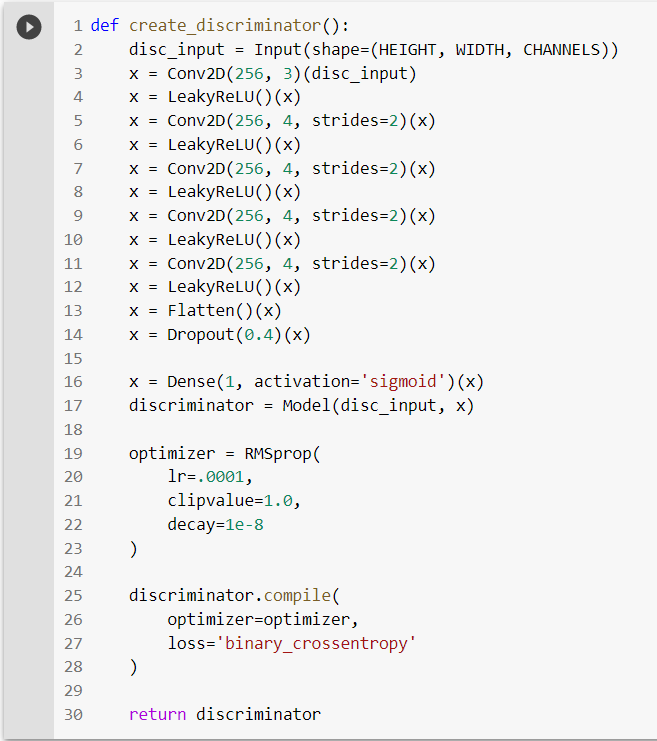 1 def create_discriminator():
2     disc_input = Input(shape=(HEIGHT, WIDTH, CHANNELS))
3     x = Conv2D(256, 3)(disc_input)
4     x = LeakyReLU()(x)
5     x = Conv2D(256, 4, strides=2)(x)
6     x = LeakyReLU()(x)
7     x = Conv2D(256, 4, strides=2)(x)
8     x = LeakyReLU()(x)
9     x = Conv2D(256, 4, strides=2)(x)
10     x = LeakyReLU()(x)
11     x = Conv2D(256, 4, strides=2)(x)
12     x = LeakyReLU()(x)
13     x = Flatten()(x)
14     x = Dropout(0.4)(x)
15
16     x = Dense(1, activation='sigmoid')(x)
17     discriminator = Model(disc_input, x)
18
19     optimizer = RMSprop(
20         lr=.0001,
21         clipvalue=1.0,
22         decay=1e-8
23     )
24
25     discriminator.compile(
26         optimizer=optimizer,
27         loss='binary_crossentropy'
28     )
29
30     return discriminator